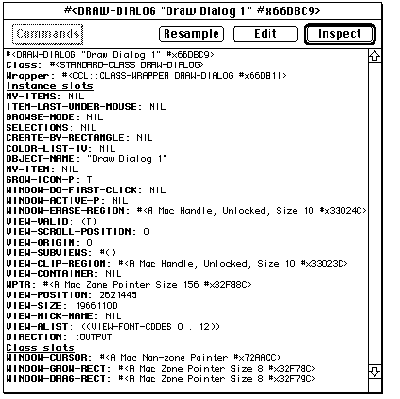 #<DRAW-DIALOG "Draw Dialog 1" #x66DBC9>
Commands Resample Edit Inspect
#<DRAW-DIALOG "Draw Dialog 1" #x66DBC9>
Class: #<STANDARD-CLASS DRAW-DIALOG>
Wrapper: #<CCL::CLASS-WRAPPER DRAW-DIALOG #x66DB11>
Instance slots
MY-ITEMS: NIL
ITEM-LAST-UNDER-MOUSE: NIL
BROWSE-MODE: NIL
SELECTIONS: NIL
CREATE-BY-RECTANGLE: NIL
COLOR-LIST-IV: NIL
OBJECT-NAME: "Draw Dialog 1"
MY-ITEM: NIL
GROW-ICON-P: T
WINDOW-DO-FIRST-CLICK: NIL
WINDOW-ACTIVE-P: NIL
WINDOW-ERASE-REGION: #<A Mac Handle, Unlocked, Size 10 #x33024C>
VIEW-VALID: (T)
VIEW-SCROLL-POSITION: 0
VIEW-ORIGIN: 0
VIEW-SUBVIEWS: #()
VIEW-CLIP-REGION: #<A Mac Handle, Unlocked, Size 10 #x33023C>
VIEW-CONTAINER: NIL
WPTR: #<A Mac Zone Pointer Size 156 #x32F88C>
VIEW-POSITION: 2621445
VIEW-SIZE: 19661100
VIEW-NICK-NAME: NIL
VIEW-ALIST: ((VIEW-FONT-CODES 0 . 12))
DIRECTION: :OUTPUT
Class slots
WINDOW-CURSOR: #<A Mac Non-zone Pointer #x72AACC>
WINDOW-GROW-RECT: #<A Mac Zone Pointer Size 8 #x32F78C>
WINDOW-DRAG-RECT: #<A Mac Zone Pointer Size 8 #x32F79C>